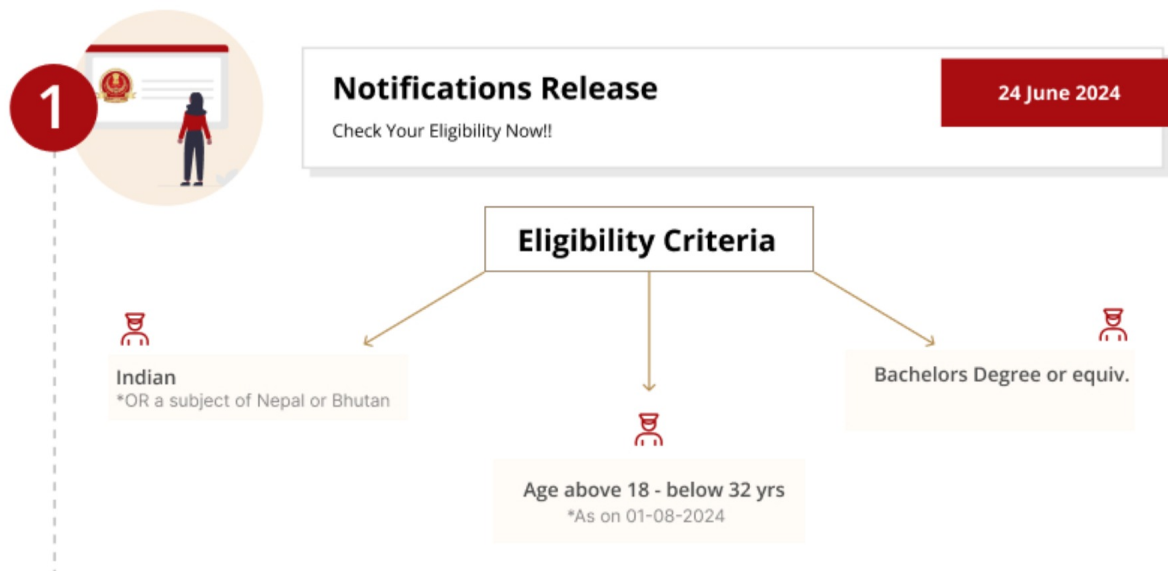 1
Notifications Release
24 June 2024
Check Your Eligibility Now!!
Eligibility Criteria
Indian
*OR a subject of Nepal or Bhutan
Bachelors Degree or equiv.
Age above 18 - below 32 yrs
*As on 01-08-2024